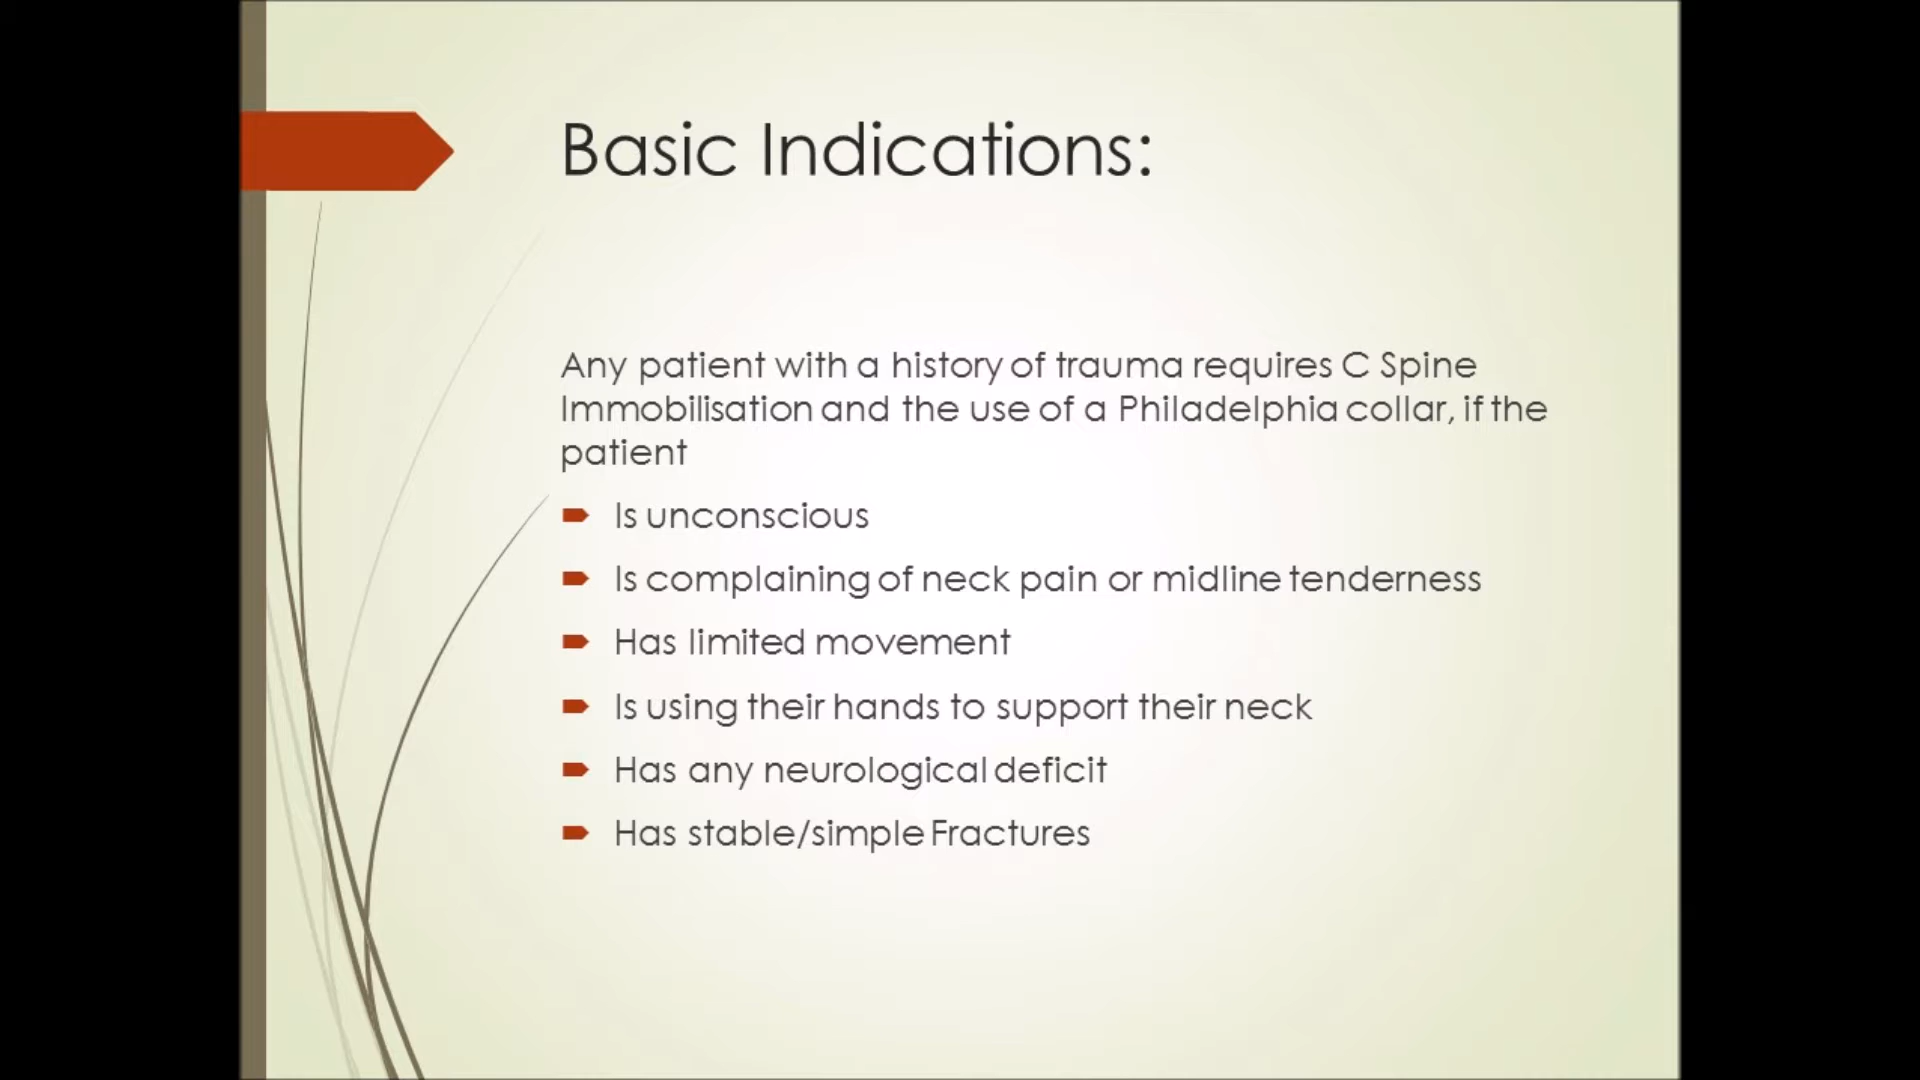 Basic Indications:
Any patient with a history of trauma requires C Spine
Immobilisation and the use of a Philadelphia collar, if the
patient
Is unconscious
Is complaining of neck pain or midline tenderness
Has limited movement
Is using their hands to support their neck
Has any neurological deficit
Has stable/simple Fractures